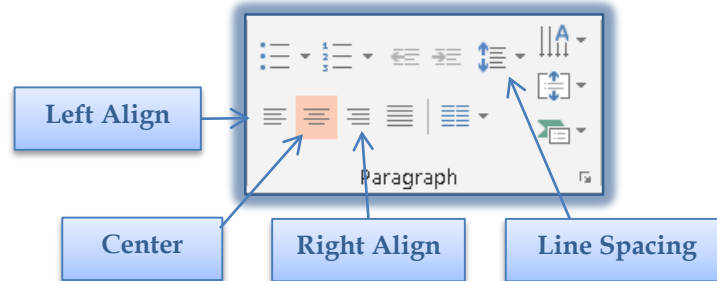 Left Align
Paragraph
Center
Right Align
Line Spacing